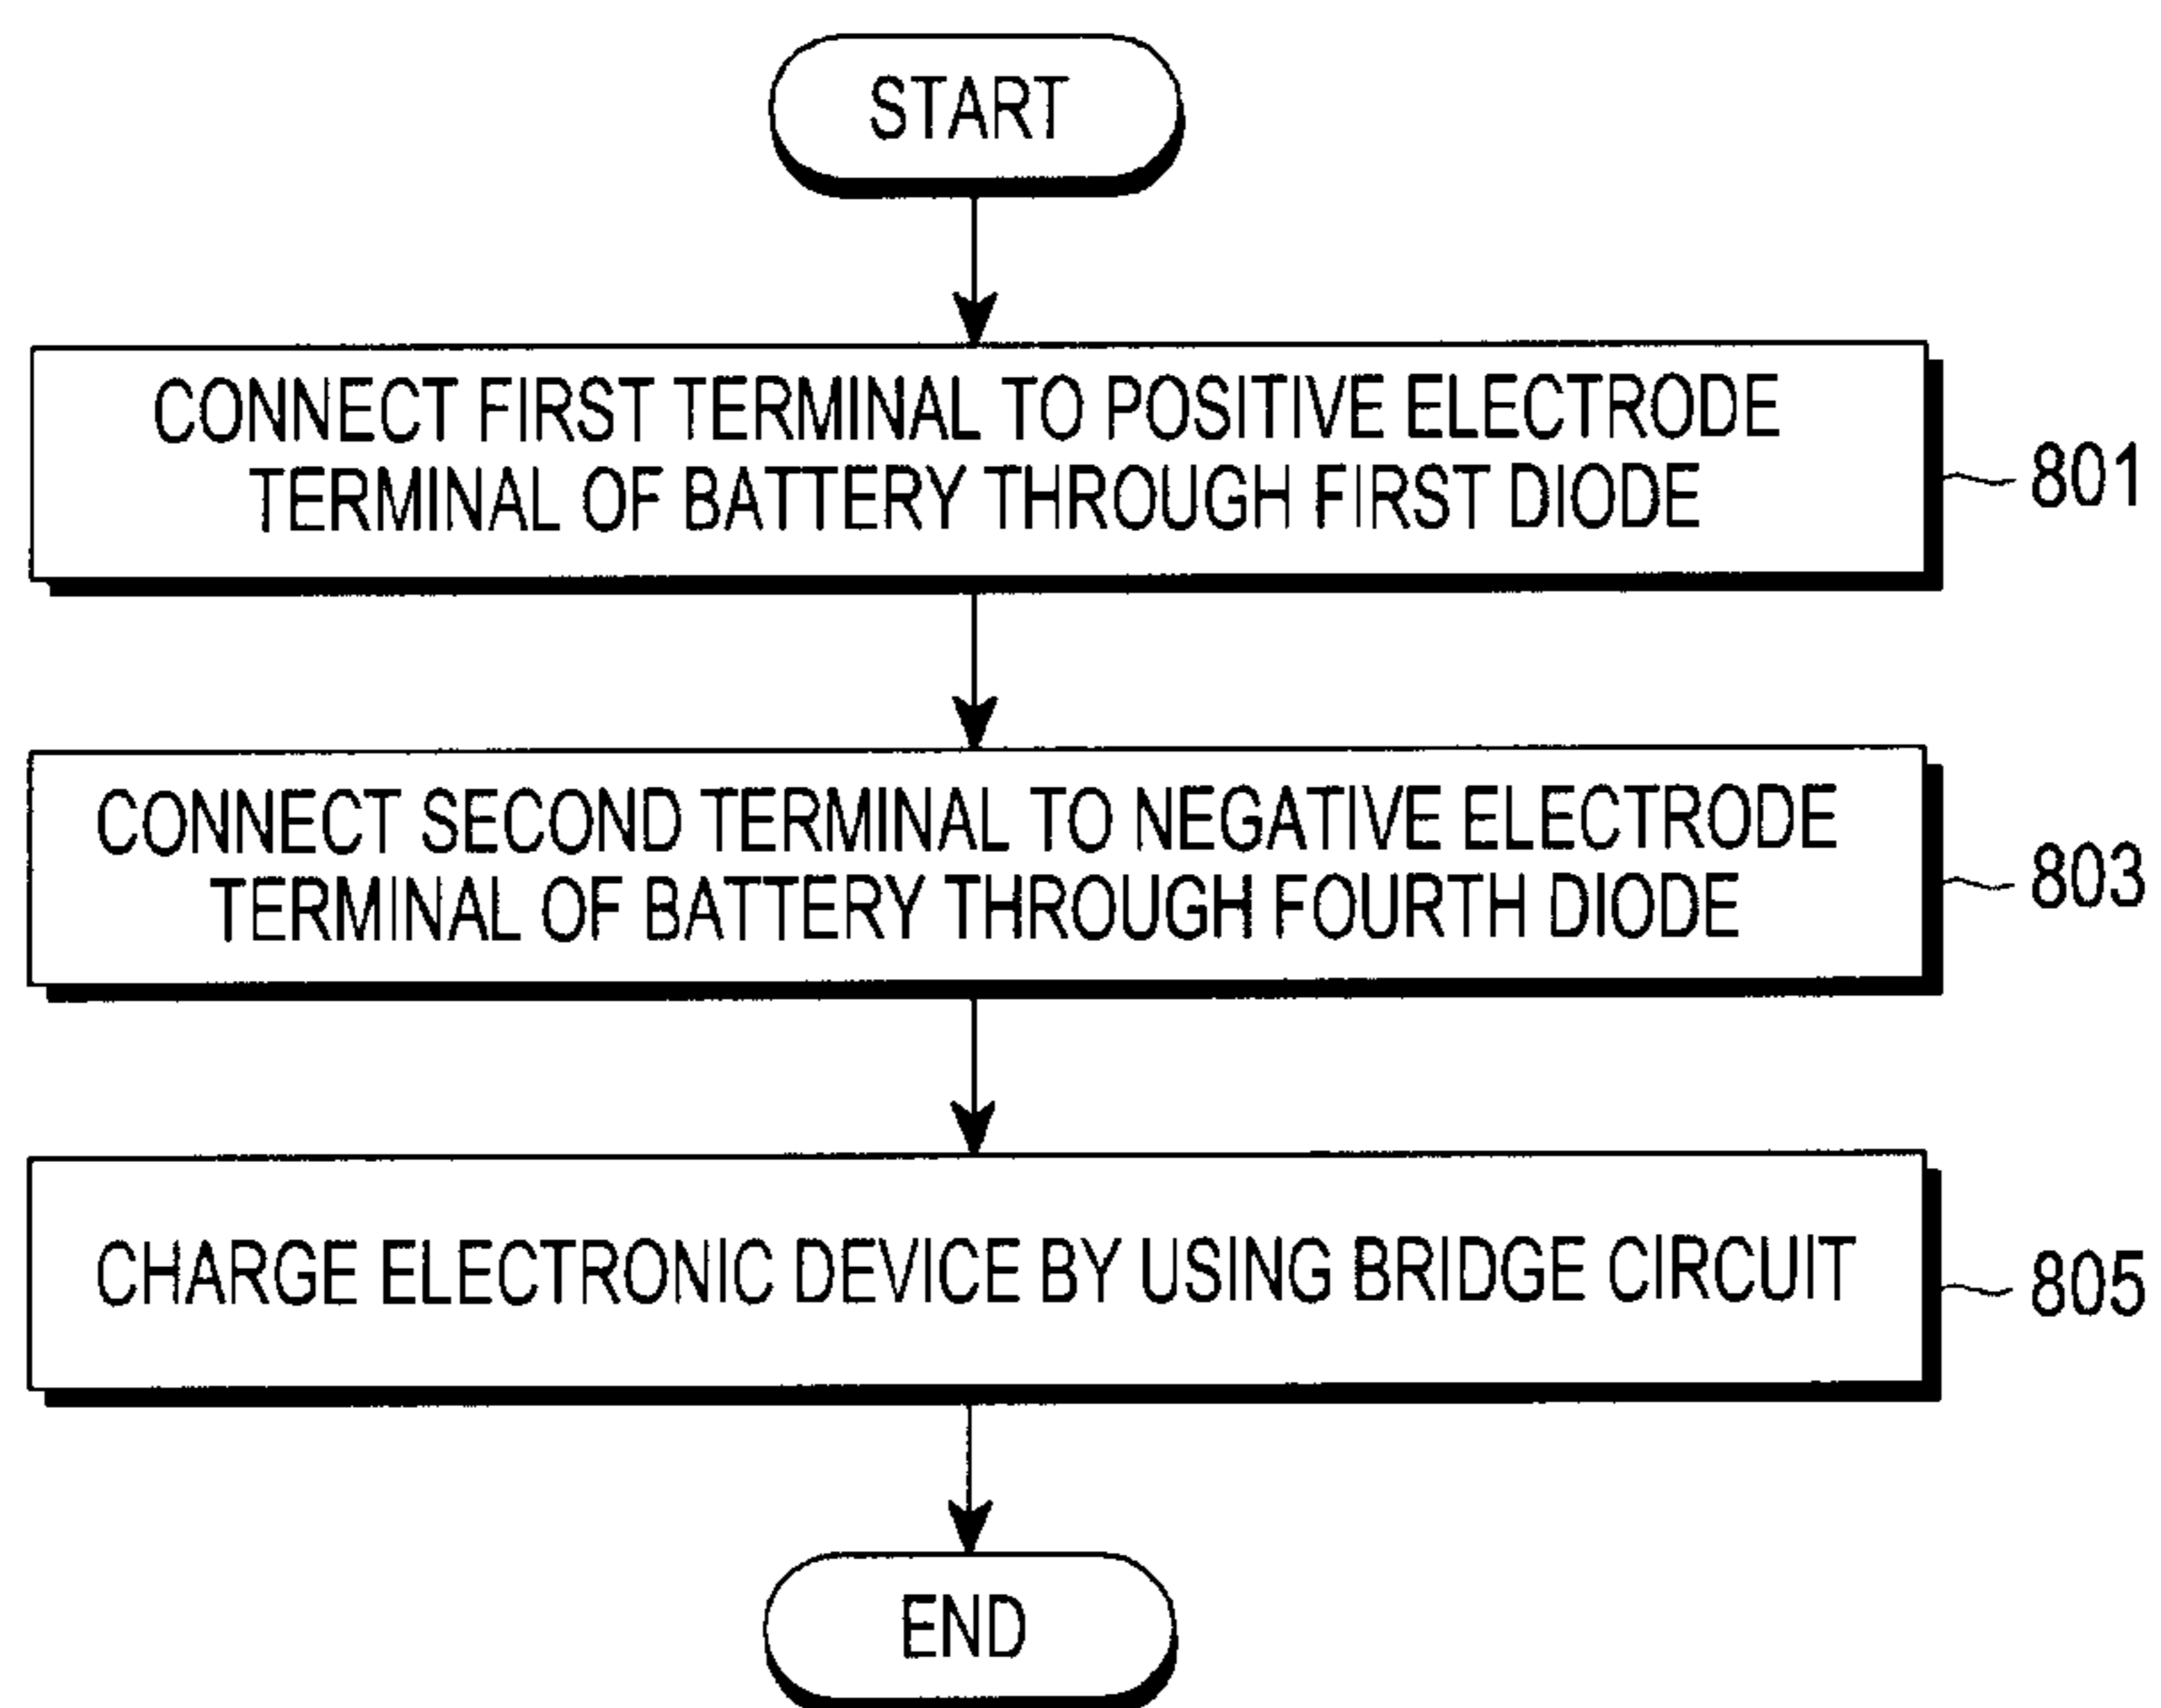 START
CONNECT FIRST TERMINAL TO POSITIVE ELECTRODE
TERMINAL OF BATTERY THROUGH FIRST DIODE
801
CONNECT SECOND TERMINAL TO NEGATIVE ELECTRODE
TERMINAL OF BATTERY THROUGH FOURTH DIODE
803
CHARGE ELECTRONIC DEVICE BY USING BRIDGE CIRCUIT
805
END